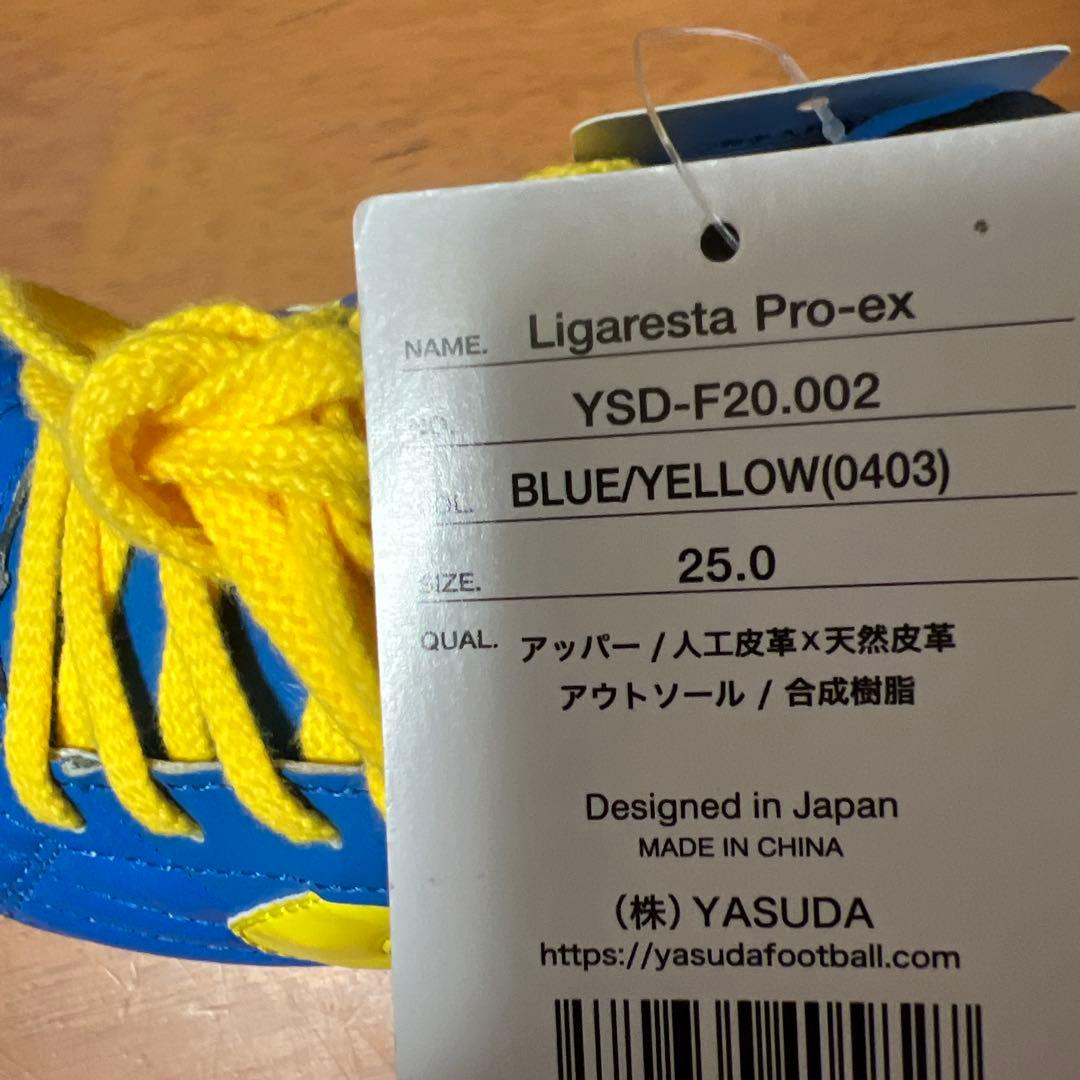 NAME. Ligaresta Pro-ex
NO. YSD-F20.002
COL. BLUE/YELLOW(0403)
SIZE. 25.0
QUAL. アッパー / 人工皮革×天然皮革
アウトソール / 合成樹脂
Designed in Japan
MADE IN CHINA
(株) YASUDA
https://yasudafootball.com